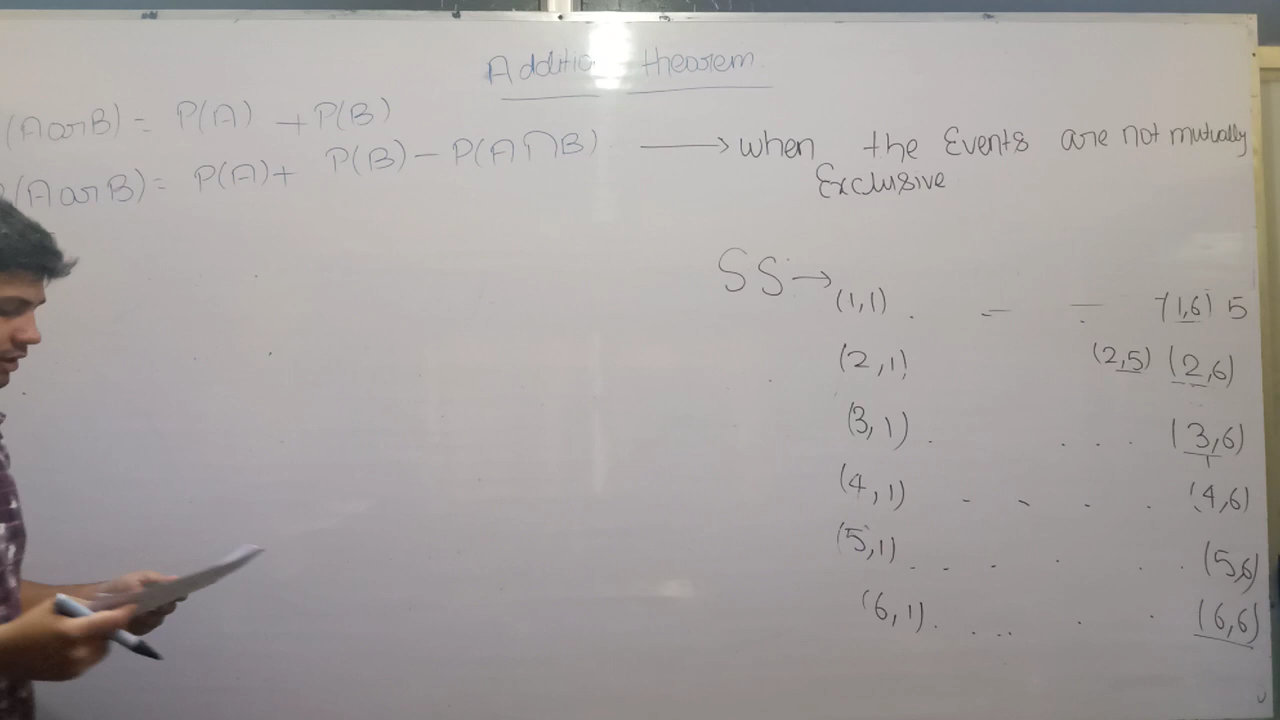 Addition theorem
(A or B) = P(A) + P(B)
P(A or B) = P(A) + P(B) - P(A∩B) → when the Events are not mutually
Exclusive
SS →
(1,1) . - - (1,6) 5
(2,1) (2,5) (2,6)
(3,1) . . . . (3,6)
(4,1) - - . . (4,6)
(5,1) . . . . . . (5,6)
(6,1) . . . . . . (6,6)